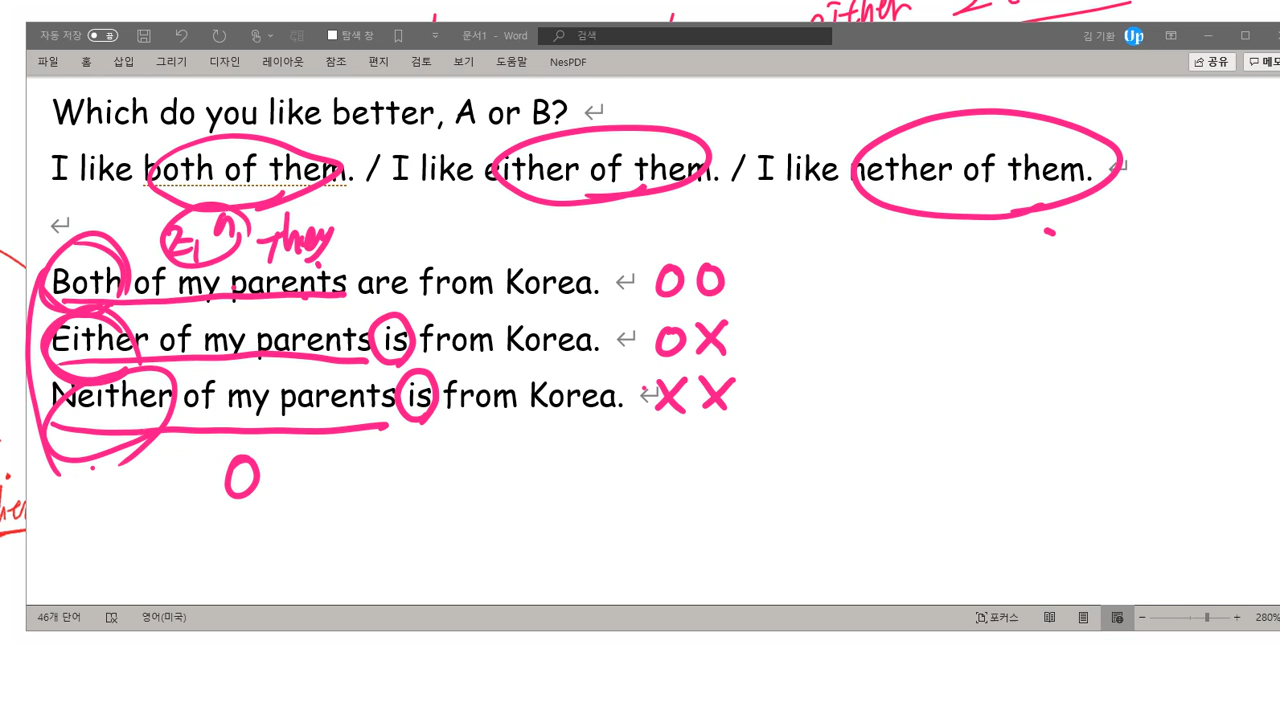 either 2
자동 저장 끔 탐색 창 문서1 - Word 검색 김 기환 Up
파일 홈 삽입 그리기 디자인 레이아웃 참조 편지 검토 보기 도움말 NesPDF 공유 메모
Which do you like better, A or B? ↵
I like both of them. / I like either of them. / I like nether of them. ↵
↵
2, n, They
Both of my parents are from Korea. ↵ O O
Either of my parents is from Korea. ↵ O X
Neither of my parents is from Korea. ↵ X X
O
46개 단어 영어(미국) 포커스 - + 280%